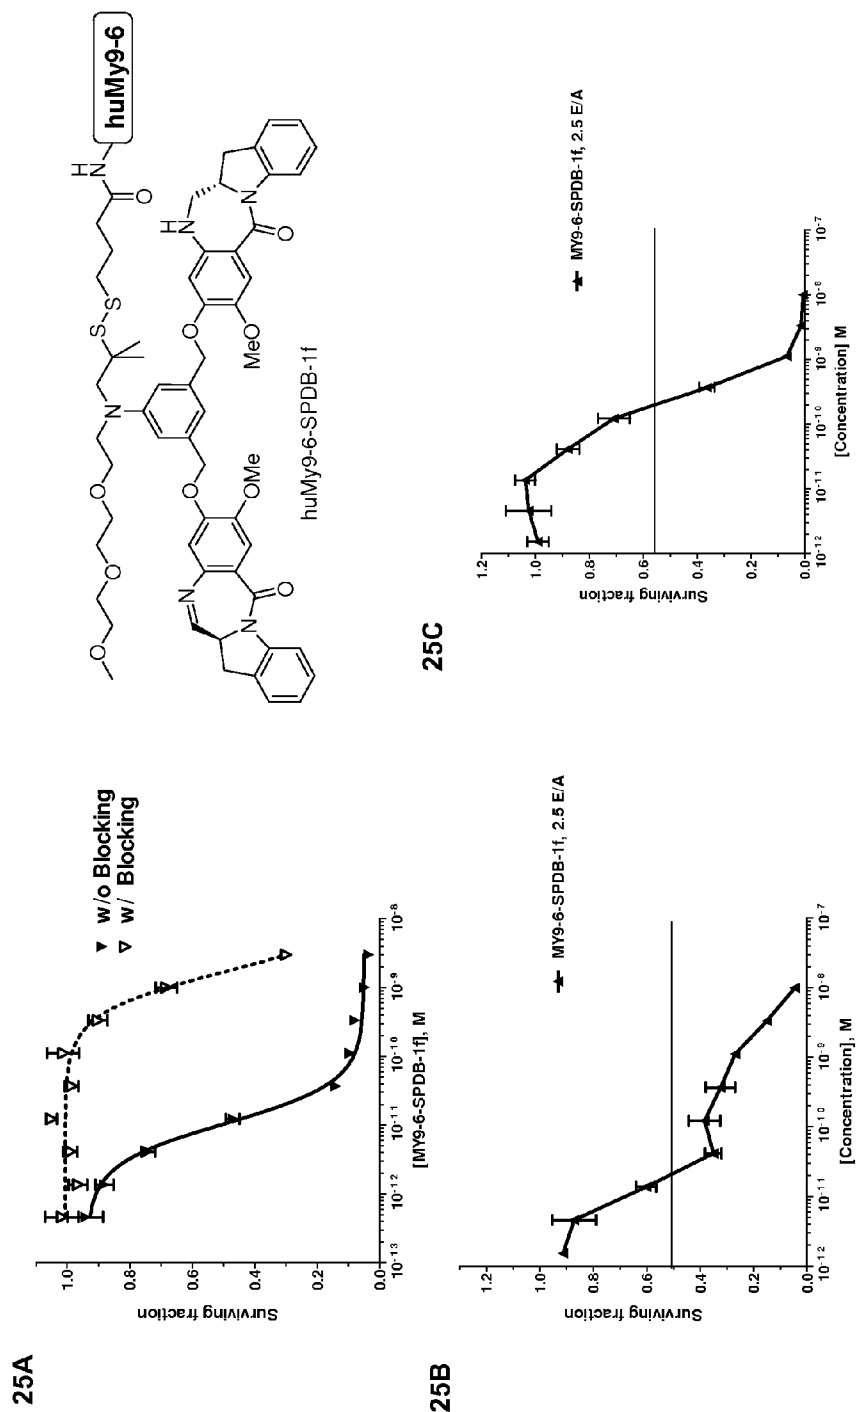 25A
Surviving fraction
1.0
0.8
0.6
0.4
0.2
0.0
10-13
10-12
10-11
10-10
10-9
10-8
[MY9-6-SPDB-1f], M
w/o Blocking
w/ Blocking
huMy9-6
H
N
O
S
S
N
O
O
O
N
N
O
O
OMe
O
MeO
H
N
N
O
huMy9-6-SPDB-1f
25B
Surviving fraction
1.2
1.0
0.8
0.6
0.4
0.2
0.0
10-12
10-11
10-10
10-9
10-8
10-7
[Concentration], M
MY9-6-SPDB-1f, 2.5 E/A
25C
Surviving fraction
1.2
1.0
0.8
0.6
0.4
0.2
0.0
10-12
10-11
10-10
10-9
10-8
10-7
[Concentration] M
MY9-6-SPDB-1f, 2.5 E/A